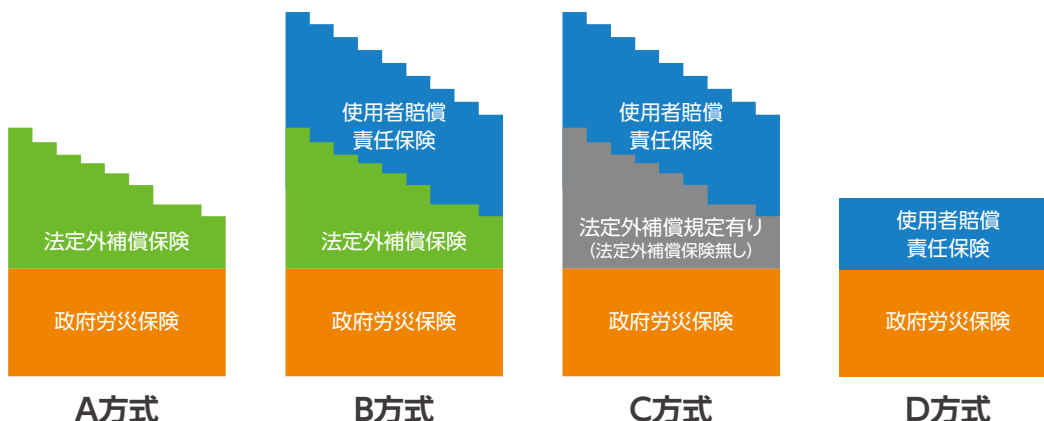 法定外補償保険
政府労災保険
A方式
使用者賠償
責任保険
法定外補償保険
政府労災保険
B方式
使用者賠償
責任保険
法定外補償規定有り
(法定外補償保険無し)
政府労災保険
C方式
使用者賠償
責任保険
政府労災保険
D方式